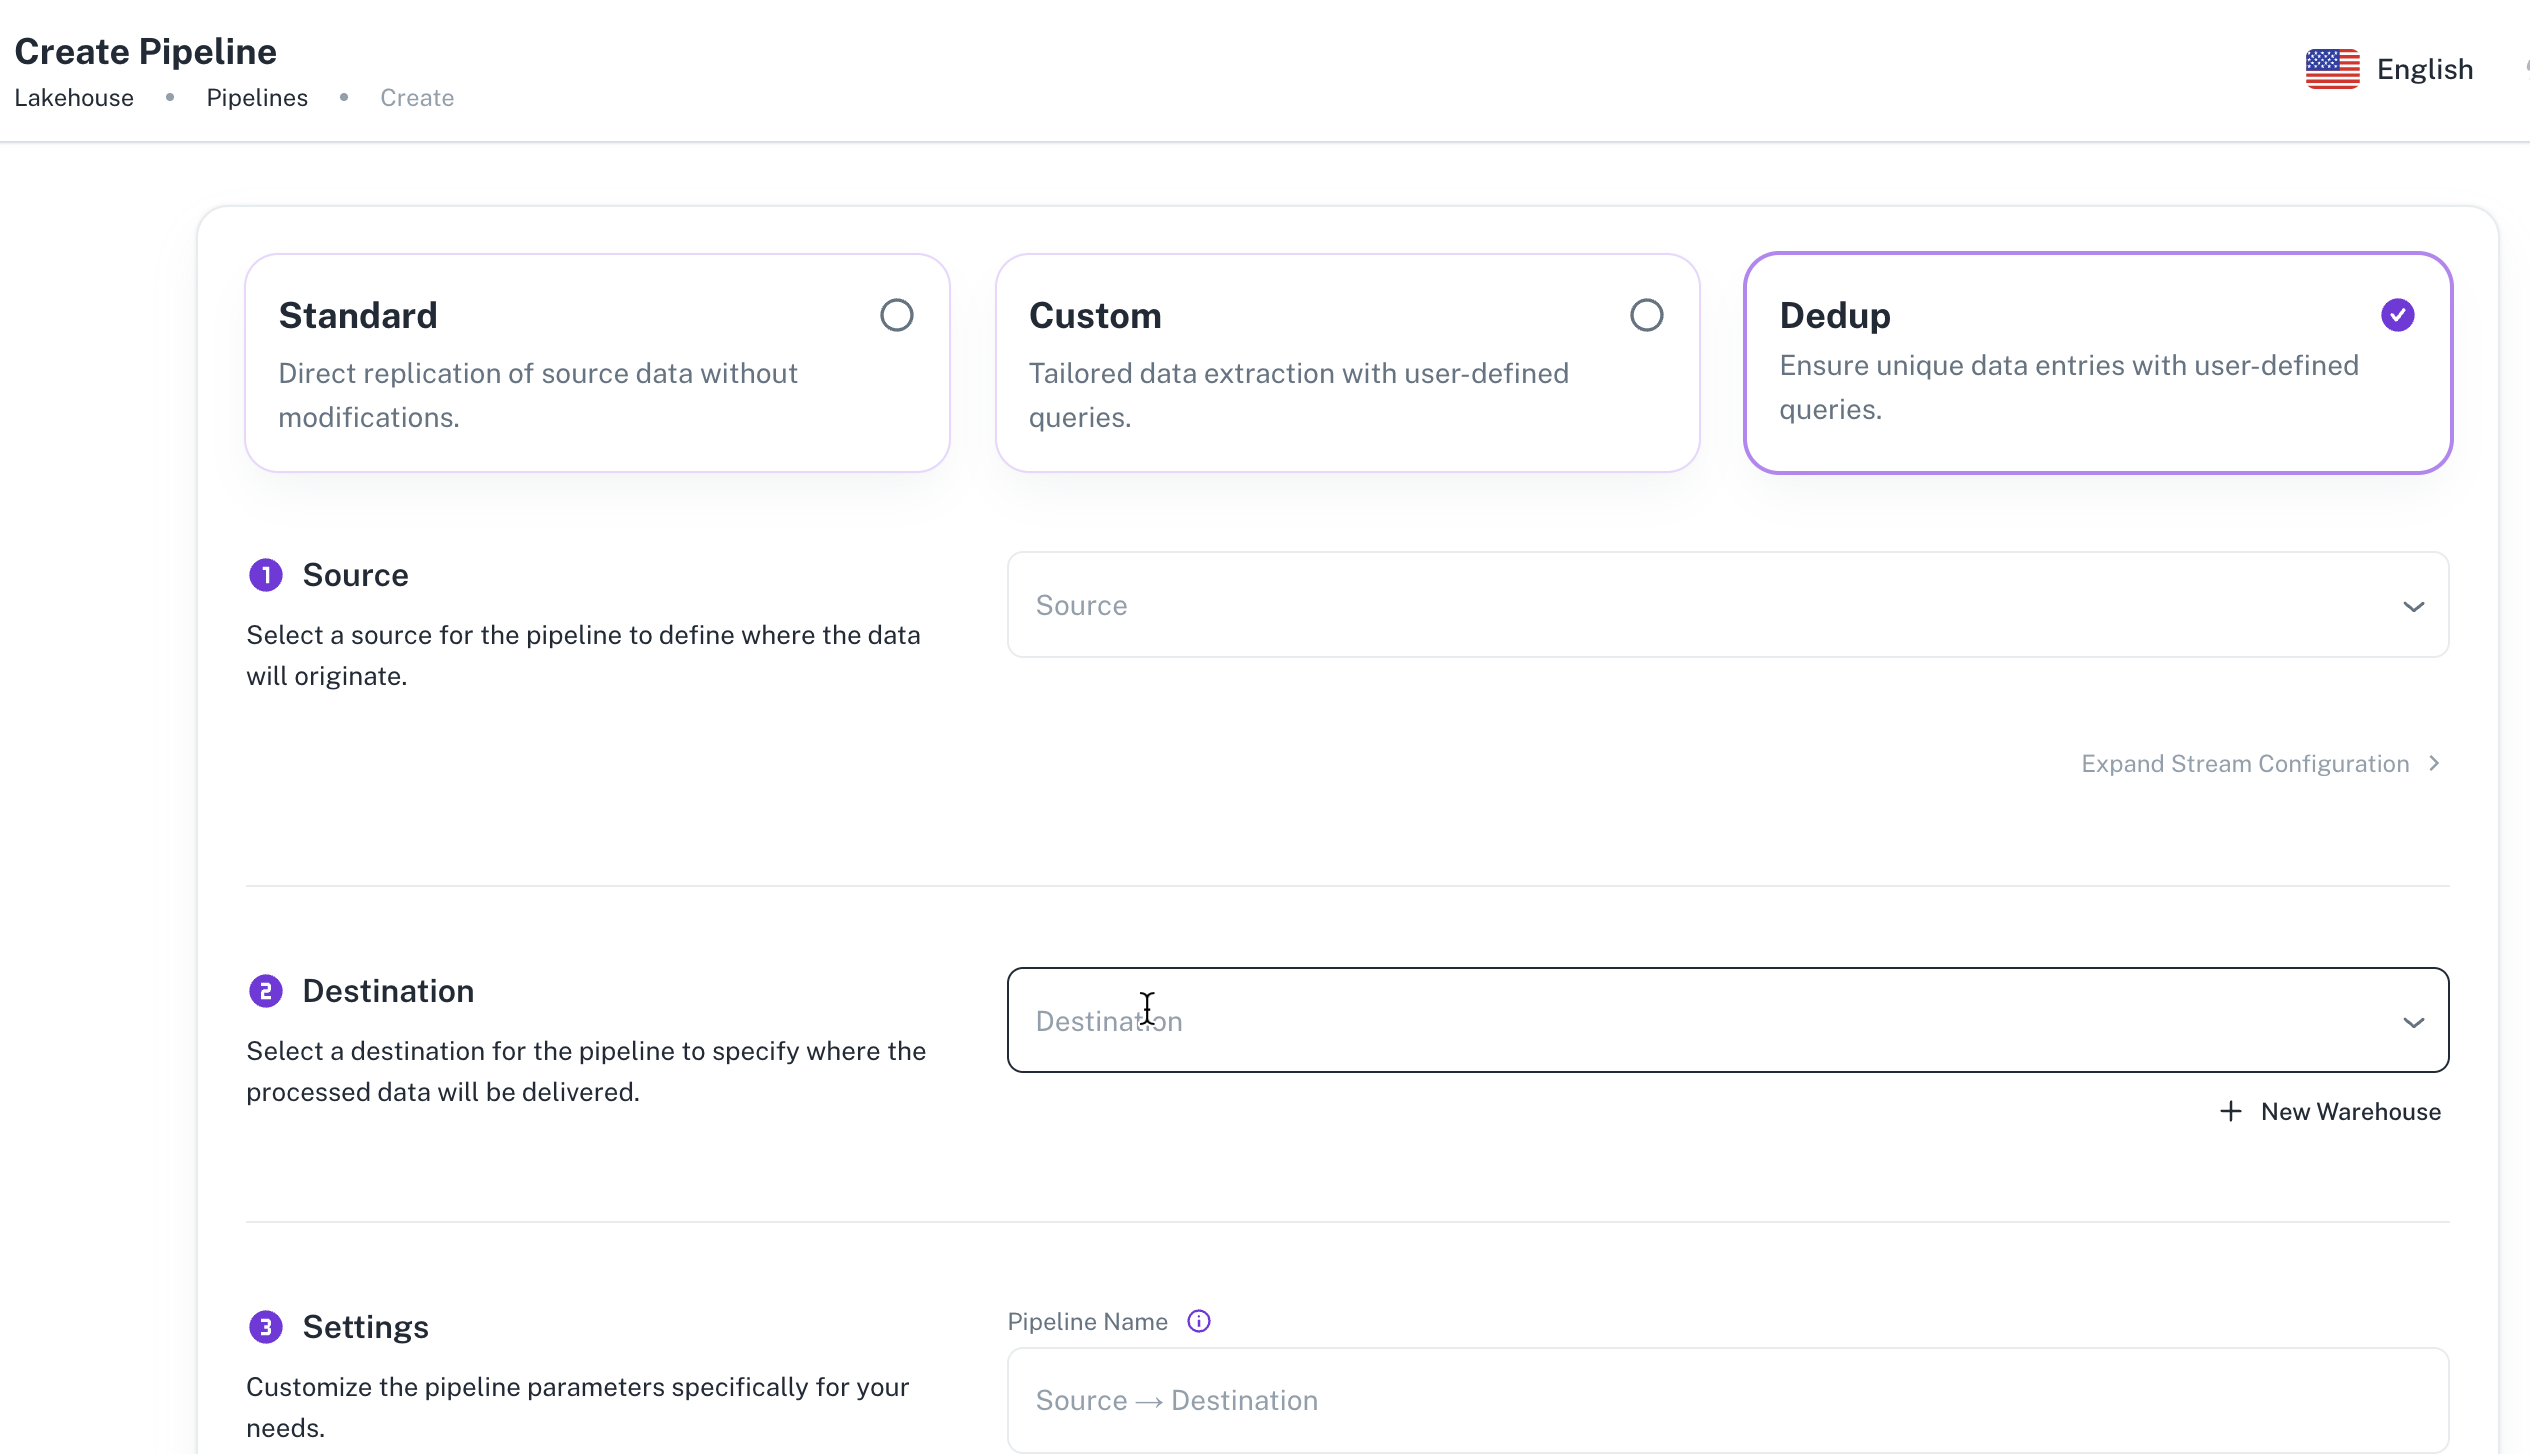 Create Pipeline
Lakehouse • Pipelines • Create
English
Standard
Direct replication of source data without
modifications.
Custom
Tailored data extraction with user-defined
queries.
Dedup
Ensure unique data entries with user-defined
queries.
1 Source
Select a source for the pipeline to define where the data
will originate.
Source
Expand Stream Configuration
2 Destination
Select a destination for the pipeline to specify where the
processed data will be delivered.
Destination
New Warehouse
3 Settings
Customize the pipeline parameters specifically for your
needs.
Pipeline Name
Source → Destination